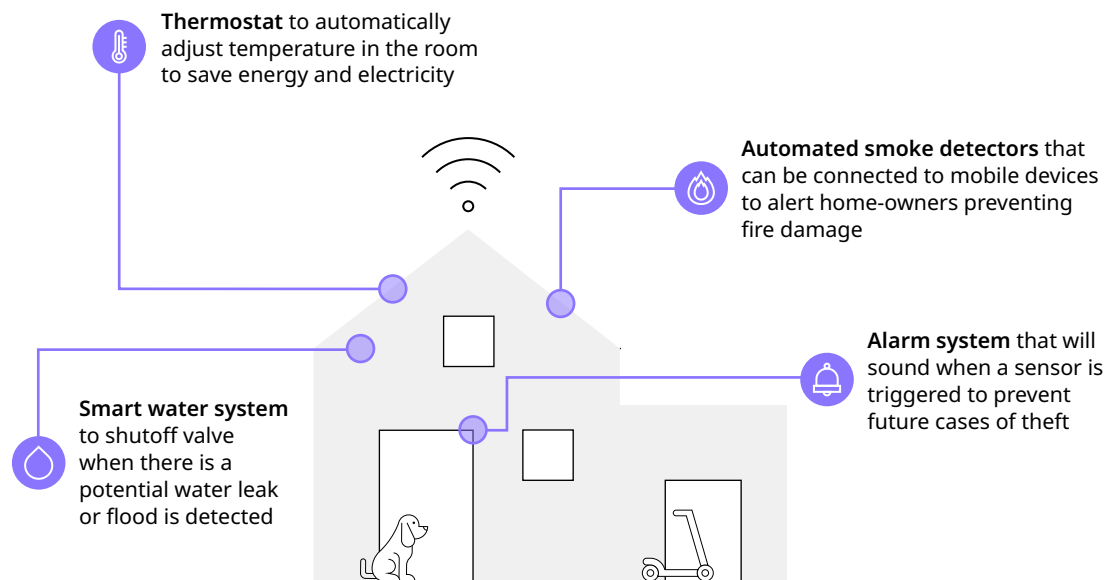 Thermostat to automatically
adjust temperature in the room
to save energy and electricity
Automated smoke detectors that
can be connected to mobile devices
to alert home-owners preventing
fire damage
Alarm system that will
sound when a sensor is
triggered to prevent
future cases of theft
Smart water system
to shutoff valve
when there is a
potential water leak
or flood is detected